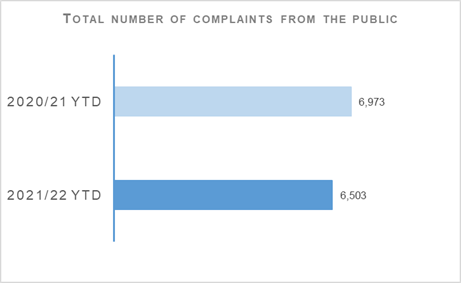 TOTAL NUMBER OF COMPLAINTS FROM THE PUBLIC
2020/21 YTD 6,973
2021/22 YTD 6,503